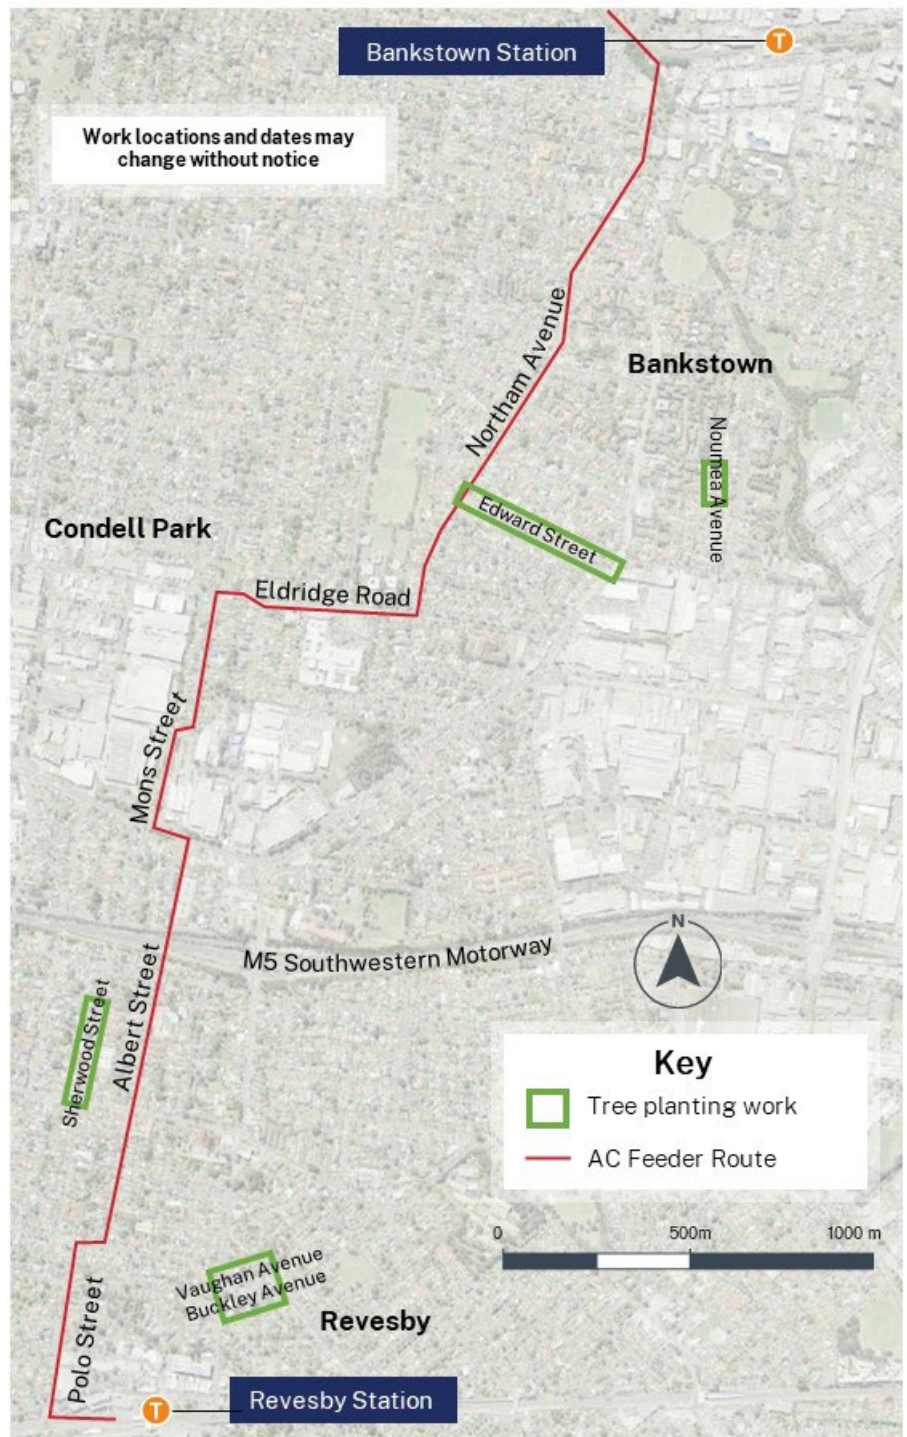 Bankstown Station
T
Work locations and dates may
change without notice
Northam Avenue
Bankstown
Noumea Avenue
Edward Street
Condell Park
Eldridge Road
Mons Street
M5 Southwestern Motorway
N
Albert Street
Sherwood Street
Key
Tree planting work
AC Feeder Route
0 500m 1000 m
Vaughan Avenue
Buckley Avenue
Revesby
Polo Street
T
Revesby Station